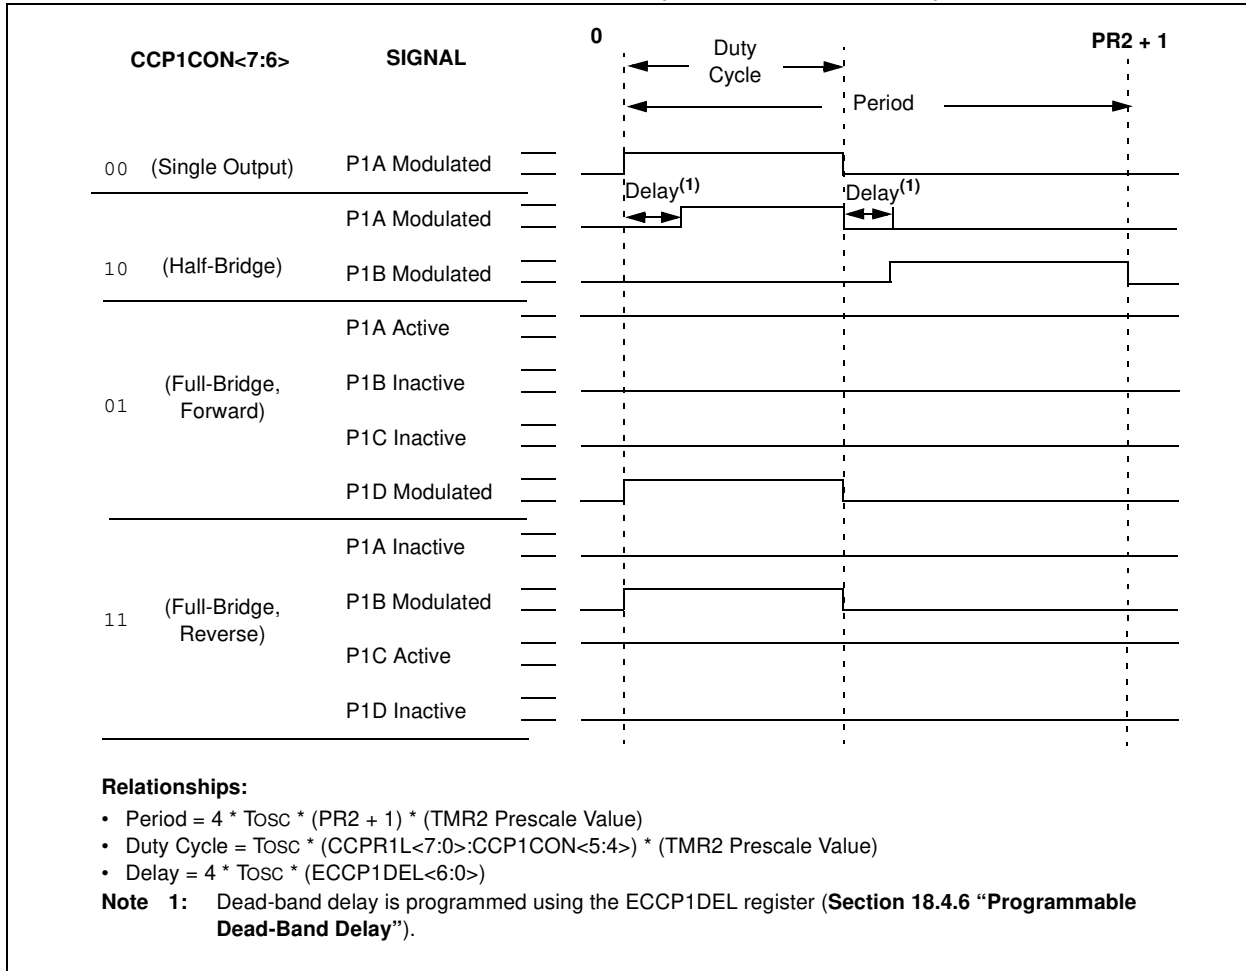 CCP1CON<7:6>
SIGNAL
0
Duty
Cycle
PR2 + 1
Period
00 (Single Output)
P1A Modulated
Delay(1)
Delay(1)
P1A Modulated
10 (Half-Bridge)
P1B Modulated
P1A Active
01 (Full-Bridge,
Forward)
P1B Inactive
P1C Inactive
P1D Modulated
P1A Inactive
11 (Full-Bridge,
Reverse)
P1B Modulated
P1C Active
P1D Inactive
Relationships:
• Period = 4 * TOSC * (PR2 + 1) * (TMR2 Prescale Value)
• Duty Cycle = TOSC * (CCPR1L<7:0>:CCP1CON<5:4>) * (TMR2 Prescale Value)
• Delay = 4 * TOSC * (ECCP1DEL<6:0>)
Note 1: Dead-band delay is programmed using the ECCP1DEL register (Section 18.4.6 “Programmable
Dead-Band Delay”).